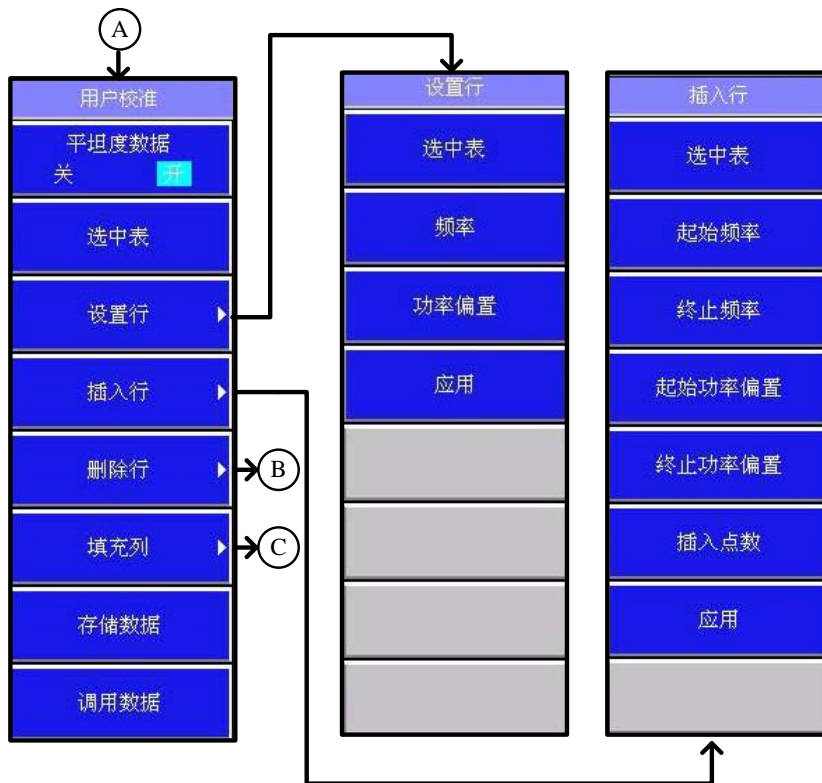 A
用户校准
平坦度数据
关 开
选中表
设置行
插入行
删除行
B
填充列
C
存储数据
调用数据
设置行
选中表
频率
功率偏置
应用
插入行
选中表
起始频率
终止频率
起始功率偏置
终止功率偏置
插入点数
应用